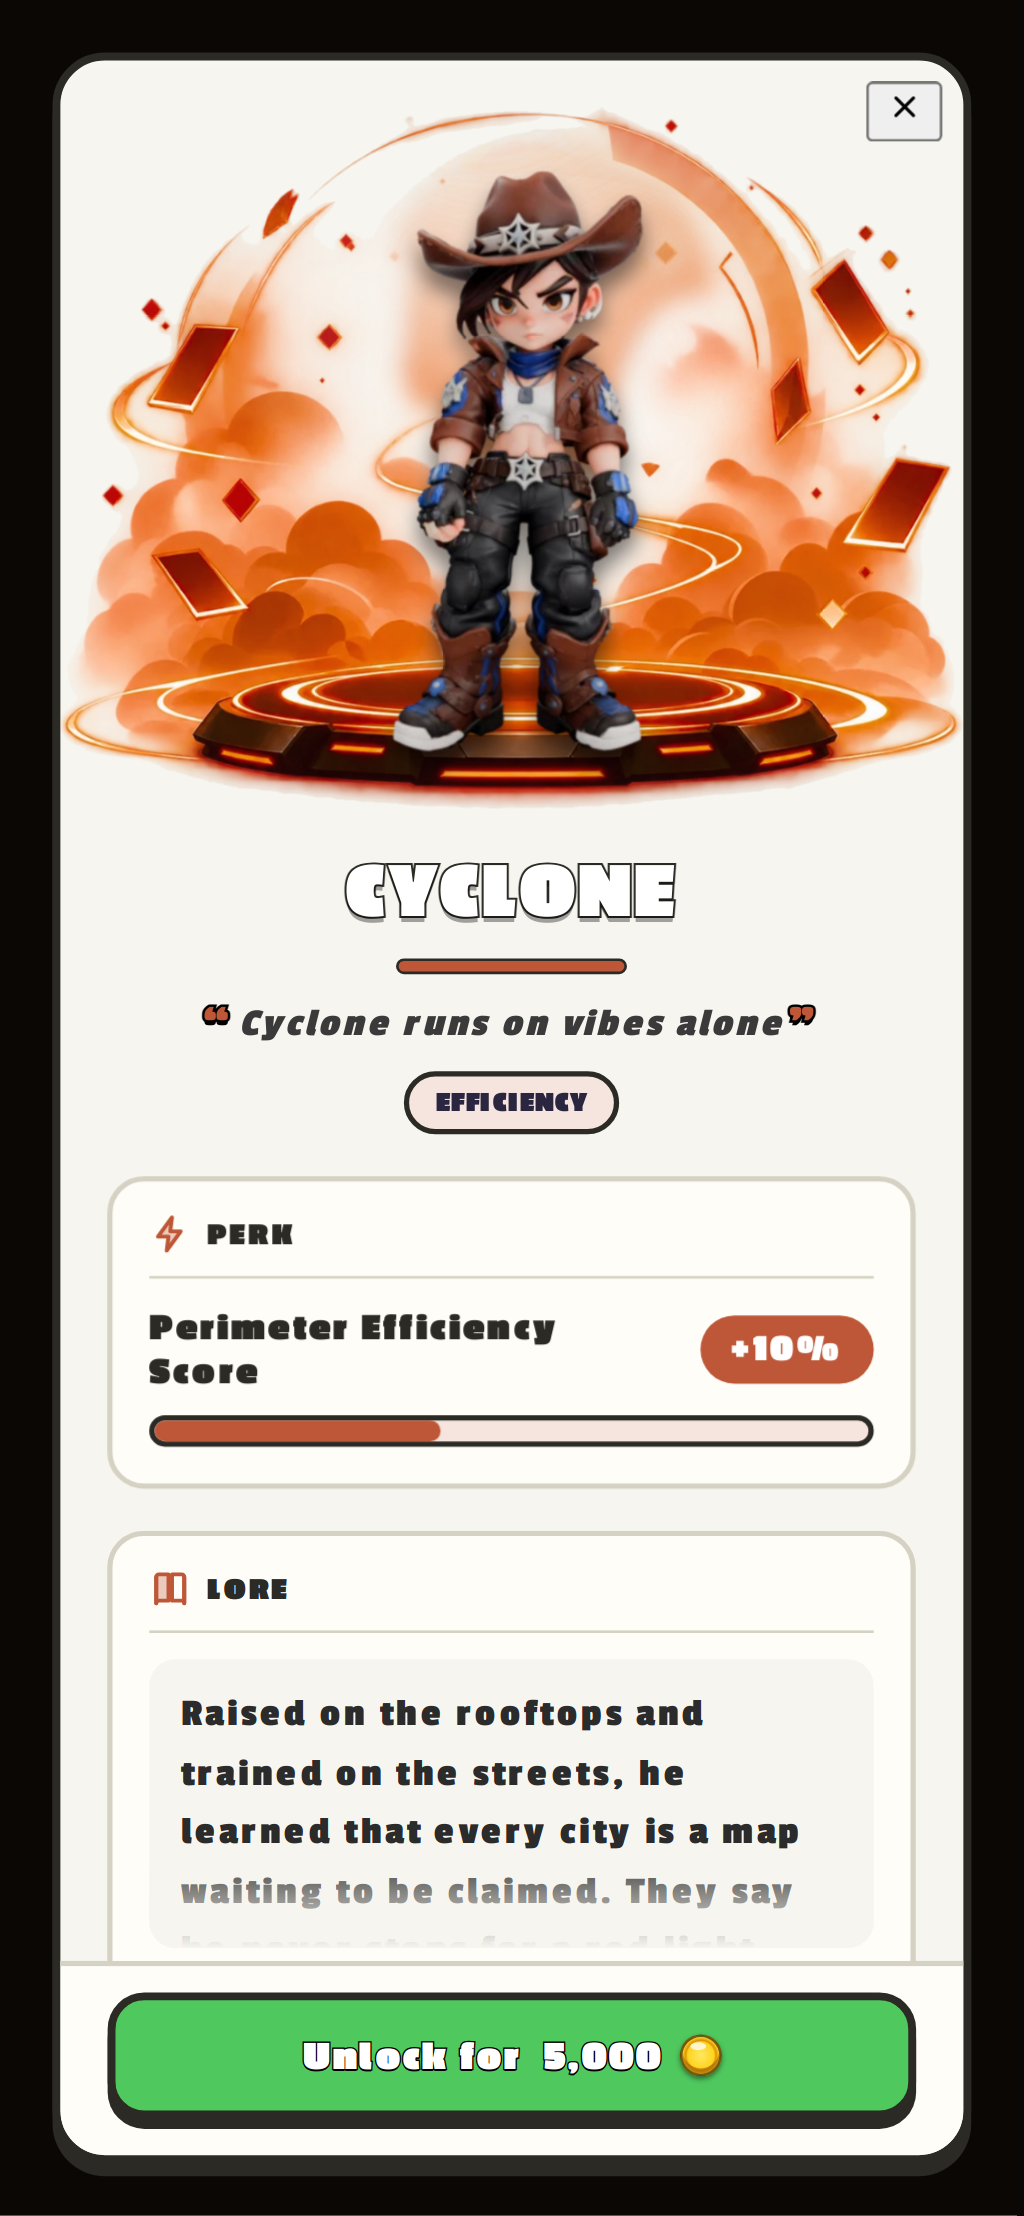 CYCLONE
❝ Cyclone runs on vibes alone❞
EFFICIENCY
PERK
Perimeter Efficiency
Score
+10%
LORE
Raised on the rooftops and
trained on the streets, he
learned that every city is a map
waiting to be claimed. They say
Unlock for 5,000